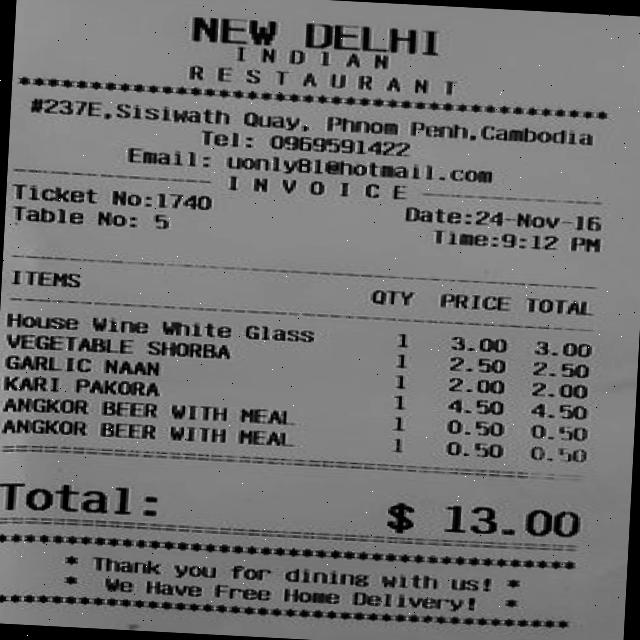 NEW DELHI
INDIAN
RESTAURANT
****************************************************
#237E,Sisiwath Quay, Phnom Penh,Cambodia
Tel: 0969591422
Email: uonly81@hotmail.com
INVOICE
Ticket No:1740 Date:24-Nov-16
Table No: 5 Time:9:12 PM
ITEMS QTY PRICE TOTAL
House Wine White Glass 1 3.00 3.00
VEGETABLE SHORBA 1 2.50 2.50
GARLIC NAAN 1 2.00 2.00
KARI PAKORA 1 4.50 4.50
ANGKOR BEER WITH MEAL 1 0.50 0.50
ANGKOR BEER WITH MEAL 1 0.50 0.50
Total: $ 13.00
****************************************************
* Thank you for dining with us! *
* We Have Free Home Delivery! *
****************************************************